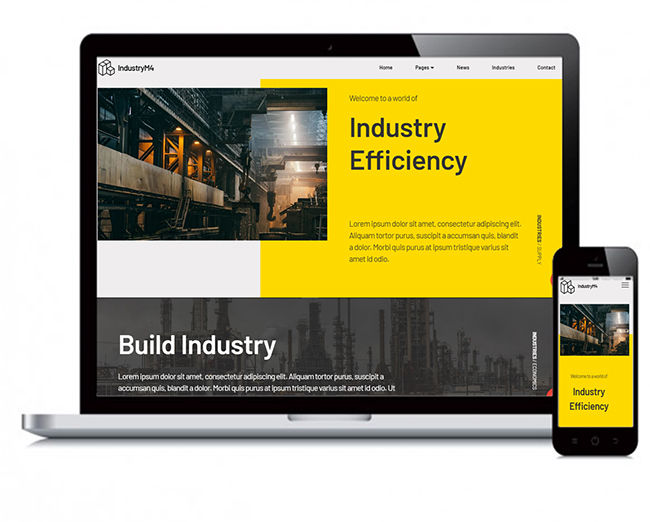 IndustryM4
Home Pages News Industries Contact
Welcome to a world of
Industry
Efficiency
Lorem ipsum dolor sit amet, consectetur adipiscing elit.
Aliquam tortor purus, suscipit a accumsan quis, blandit
a dolor. Morbi quis purus at ipsum tristique varius sit
amet id odio.
INDUSTRIES / SUPPLY
Build Industry
Lorem ipsum dolor sit amet, consectetur adipiscing elit. Aliquam tortor purus, suscipit a
accumsan quis, blandit a dolor. Morbi quis purus at ipsum tristique varius sit amet id odio. Ut
INDUSTRIES / ECONOMICS
IndustryM4
Welcome to a world of
Industry
Efficiency